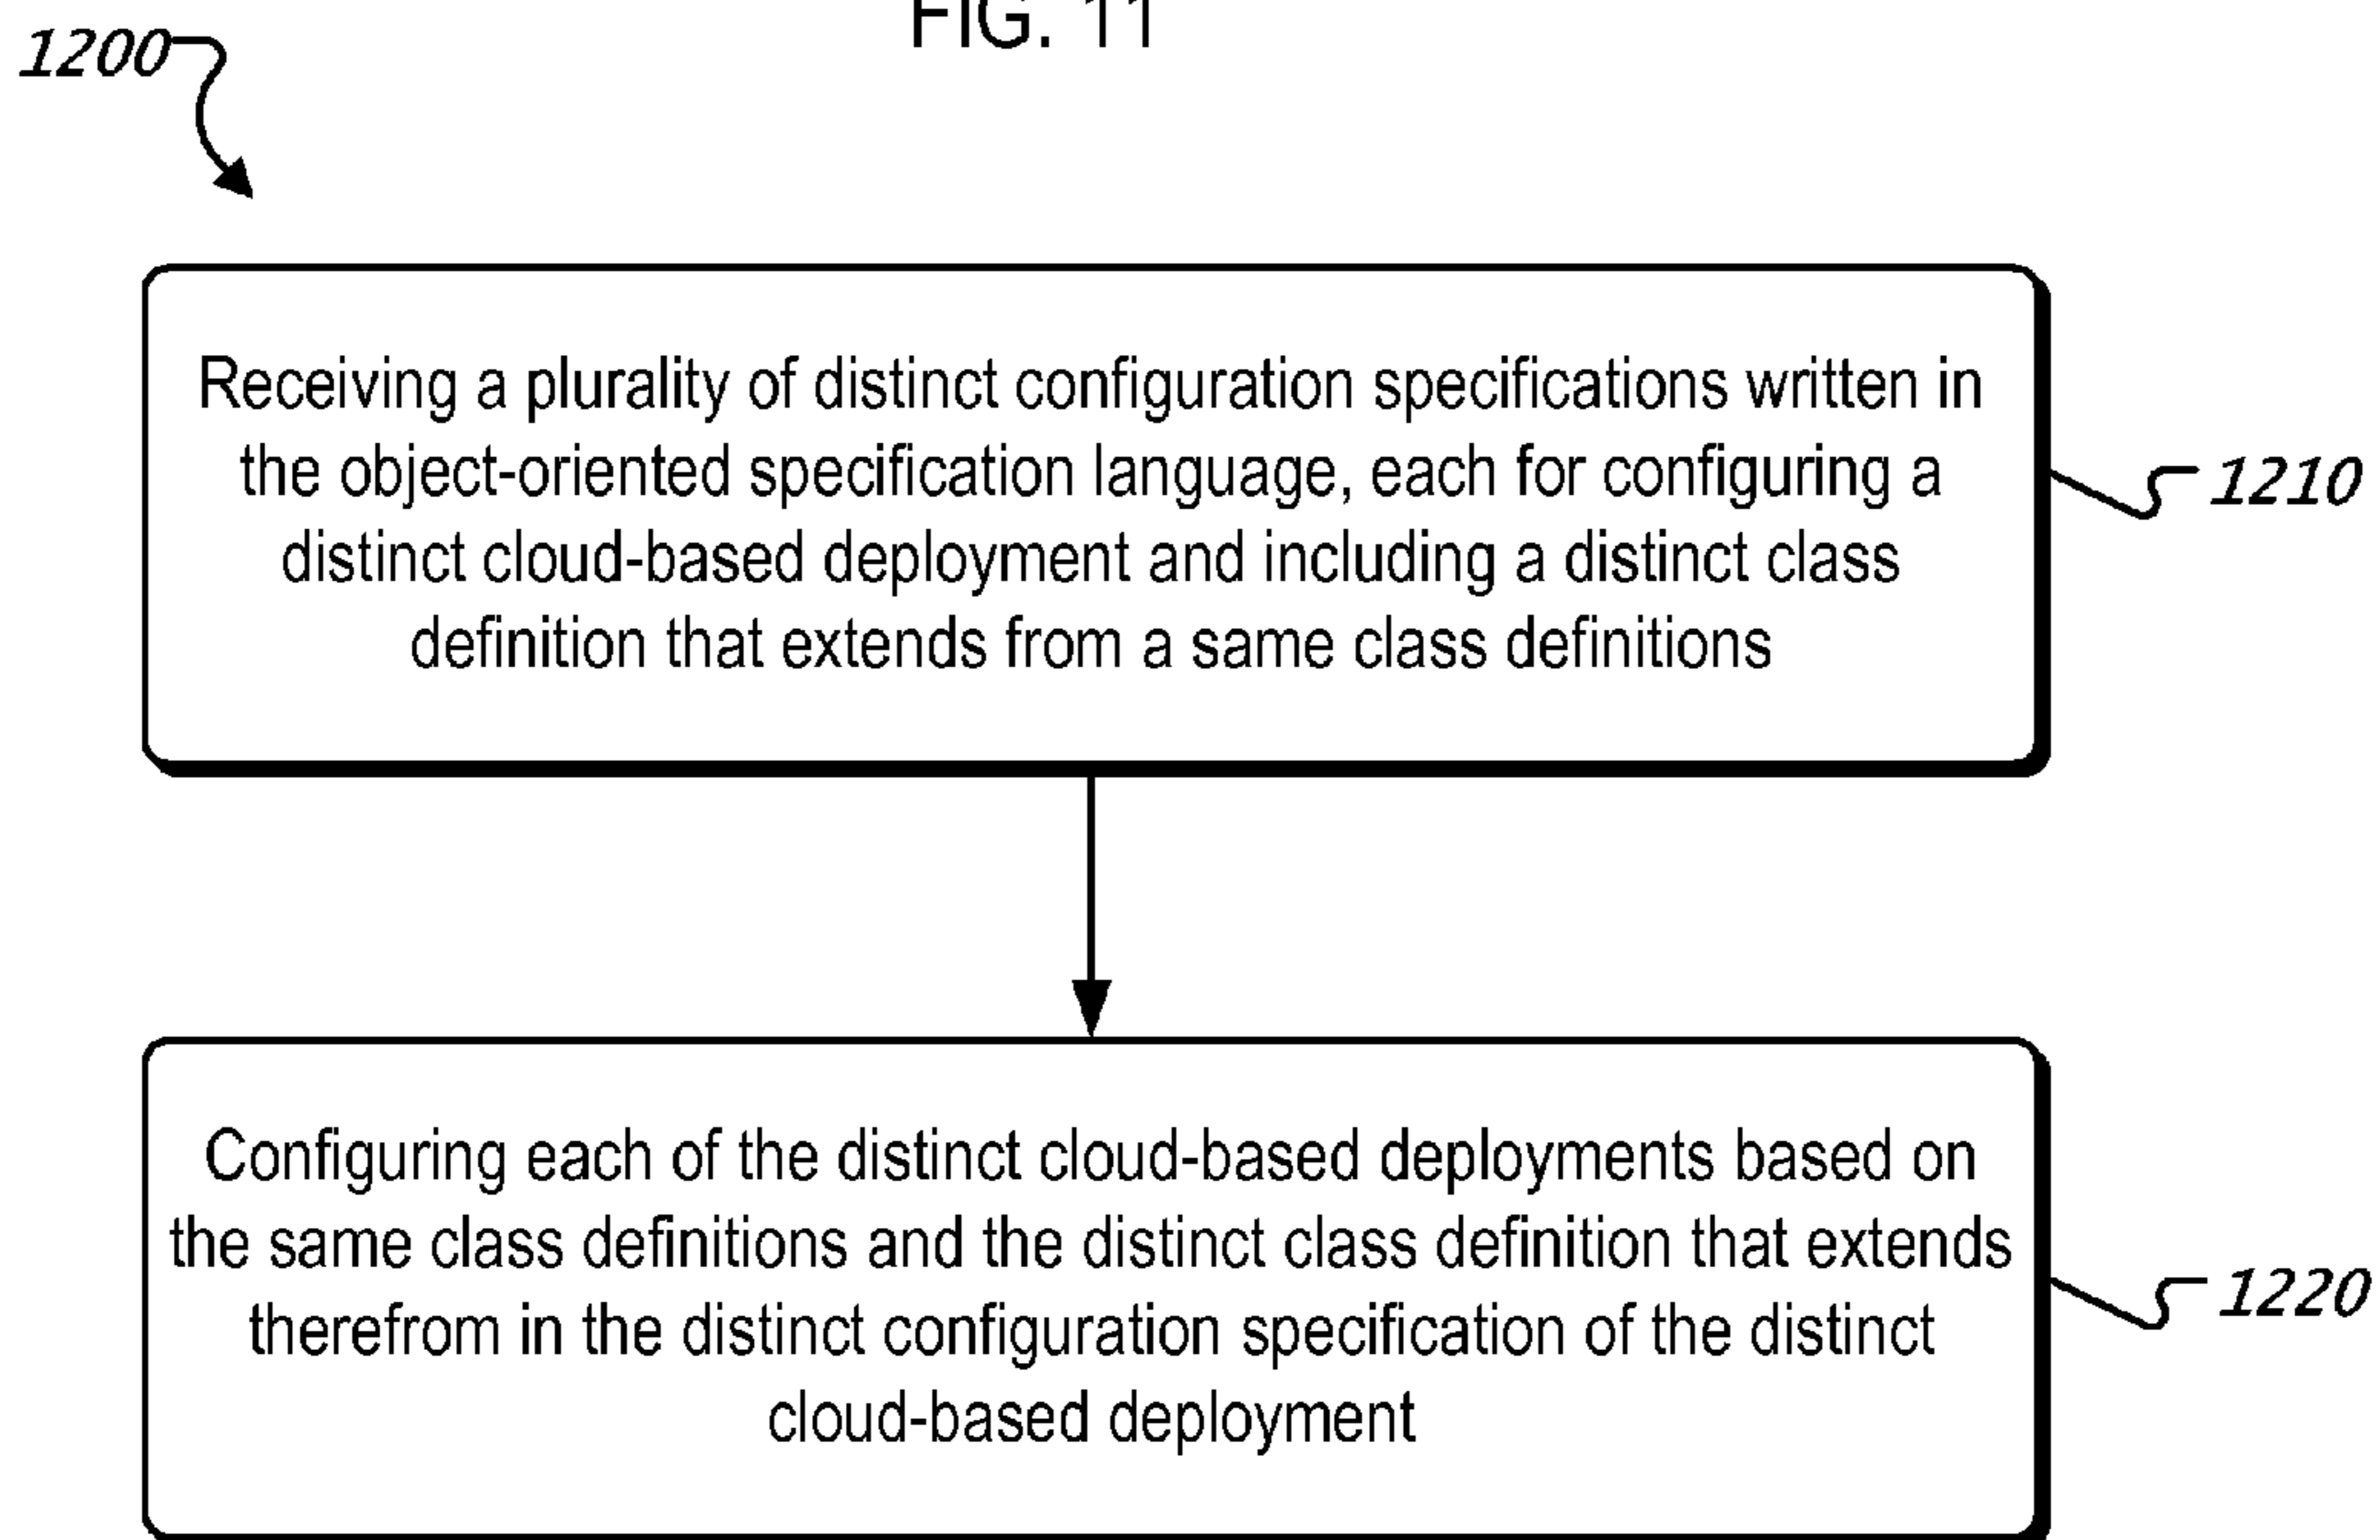 FIG. 11
1200
Receiving a plurality of distinct configuration specifications written in
the object-oriented specification language, each for configuring a
distinct cloud-based deployment and including a distinct class
definition that extends from a same class definitions
1210
Configuring each of the distinct cloud-based deployments based on
the same class definitions and the distinct class definition that extends
therefrom in the distinct configuration specification of the distinct
cloud-based deployment
1220